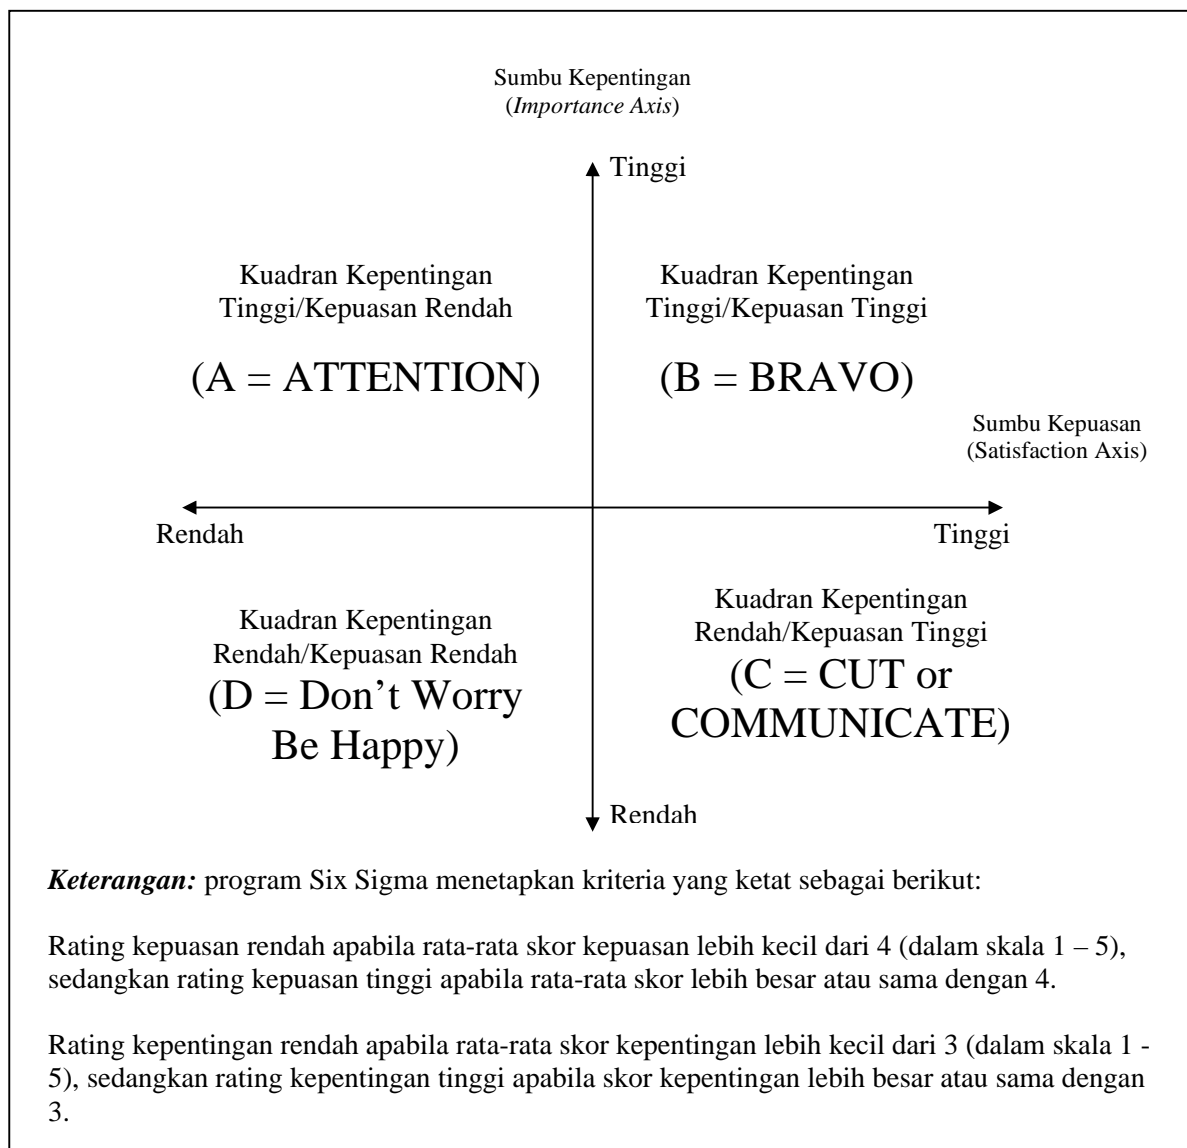 Sumbu Kepentingan
(Importance Axis)
Tinggi
Kuadran Kepentingan
Tinggi/Kepuasan Rendah
(A = ATTENTION)
Kuadran Kepentingan
Tinggi/Kepuasan Tinggi
(B = BRAVO)
Sumbu Kepuasan
(Satisfaction Axis)
Rendah
Tinggi
Kuadran Kepentingan
Rendah/Kepuasan Rendah
(D = Don’t Worry
Be Happy)
Kuadran Kepentingan
Rendah/Kepuasan Tinggi
(C = CUT or
COMMUNICATE)
Rendah
Keterangan: program Six Sigma menetapkan kriteria yang ketat sebagai berikut:
Rating kepuasan rendah apabila rata-rata skor kepuasan lebih kecil dari 4 (dalam skala 1 – 5),
sedangkan rating kepuasan tinggi apabila rata-rata skor lebih besar atau sama dengan 4.
Rating kepentingan rendah apabila rata-rata skor kepentingan lebih kecil dari 3 (dalam skala 1 -
5), sedangkan rating kepentingan tinggi apabila skor kepentingan lebih besar atau sama dengan
3.